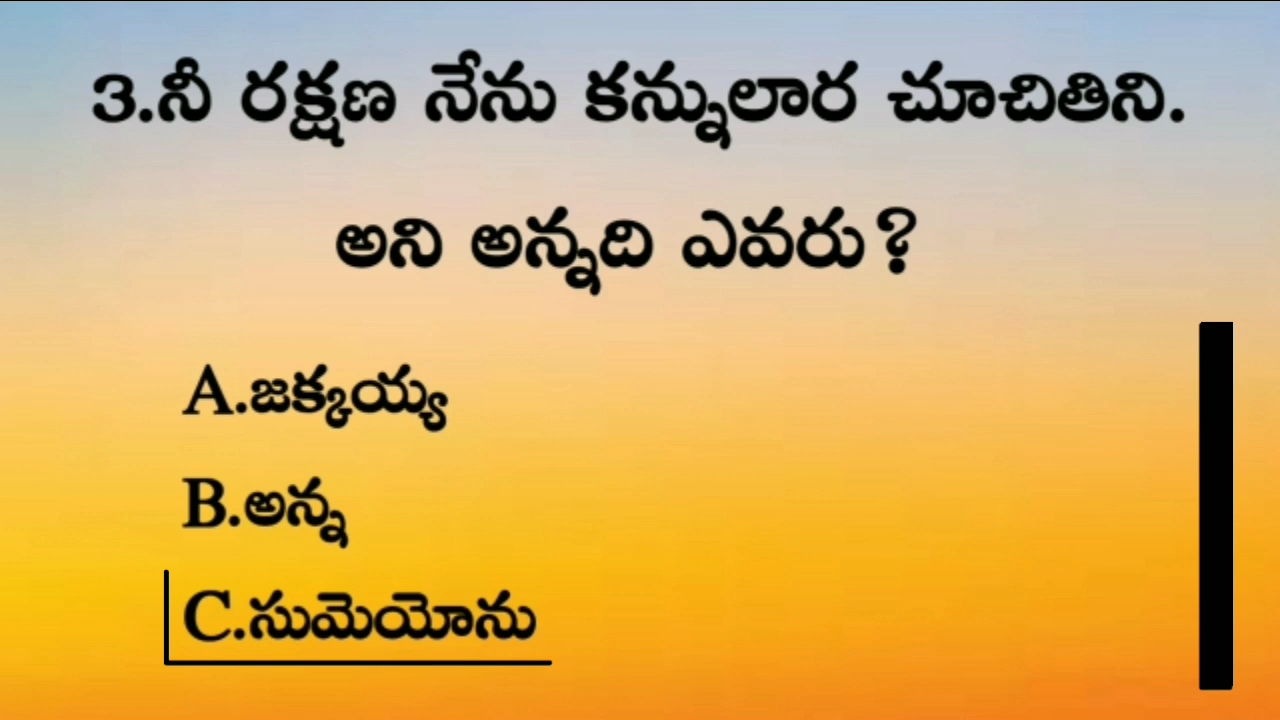 3.నీ రక్షణ నేను కన్నులార చూచితిని.
అని అన్నది ఎవరు?
A.జక్కయ్య
B.అన్న
C.సుమెయోను